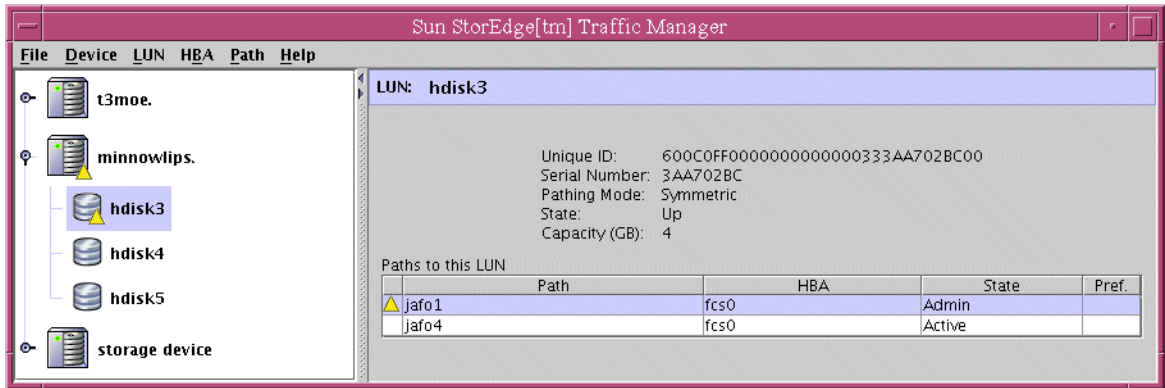 Sun StorEdge[tm] Traffic Manager
File Device LUN HBA Path Help
t3moe.
minnowlips.
hdisk3
hdisk4
hdisk5
storage device
LUN: hdisk3
Unique ID: 600C0FF0000000000000333AA702BC00
Serial Number: 3AA702BC
Pathing Mode: Symmetric
State: Up
Capacity (GB): 4
Paths to this LUN
Path HBA State Pref.
jafo1 fcs0 Admin
jafo4 fcs0 Active